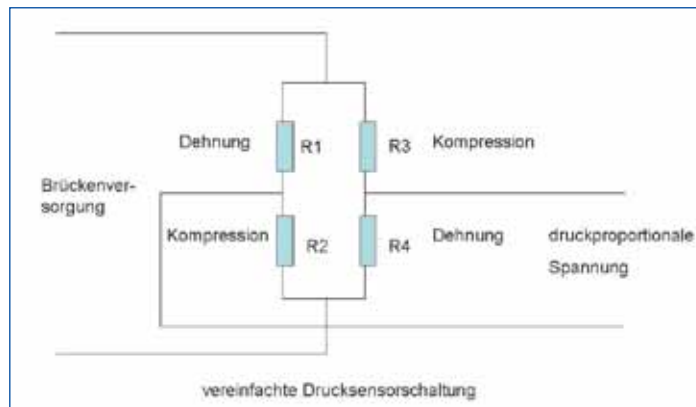 Dehnung R1 R3 Kompression
Brückenver-
sorgung
Kompression R2 R4 Dehnung druckproportionale
Spannung
vereinfachte Drucksensorschaltung